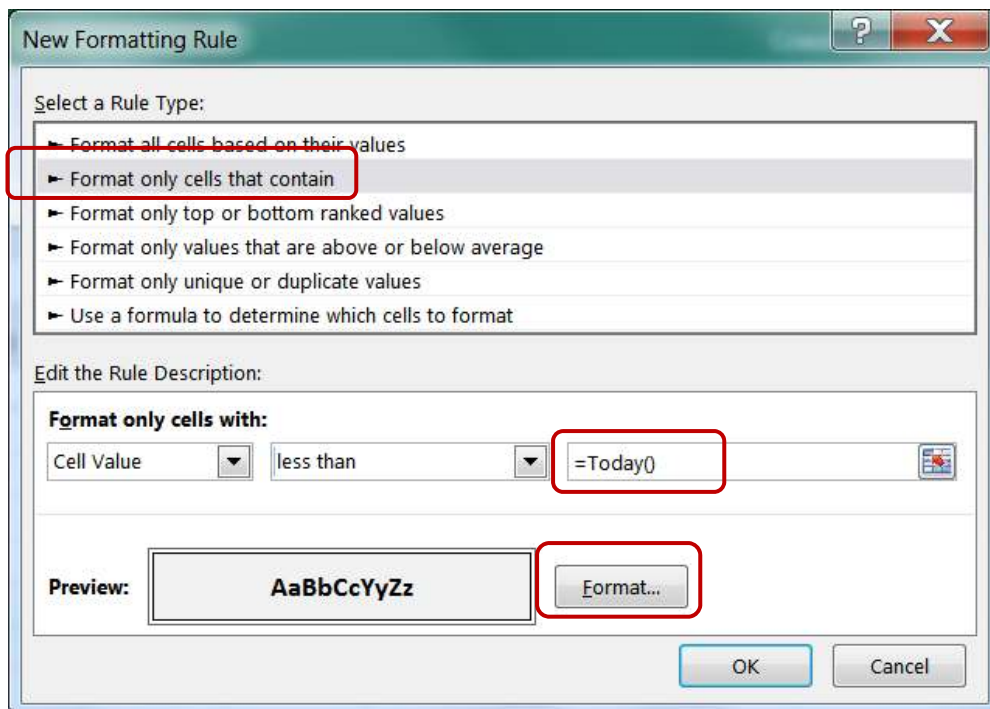 New Formatting Rule
Select a Rule Type:
► Format all cells based on their values
► Format only cells that contain
► Format only top or bottom ranked values
► Format only values that are above or below average
► Format only unique or duplicate values
► Use a formula to determine which cells to format
Edit the Rule Description:
Format only cells with:
Cell Value less than =Today()
Preview: AaBbCcYyZz Format...
OK Cancel